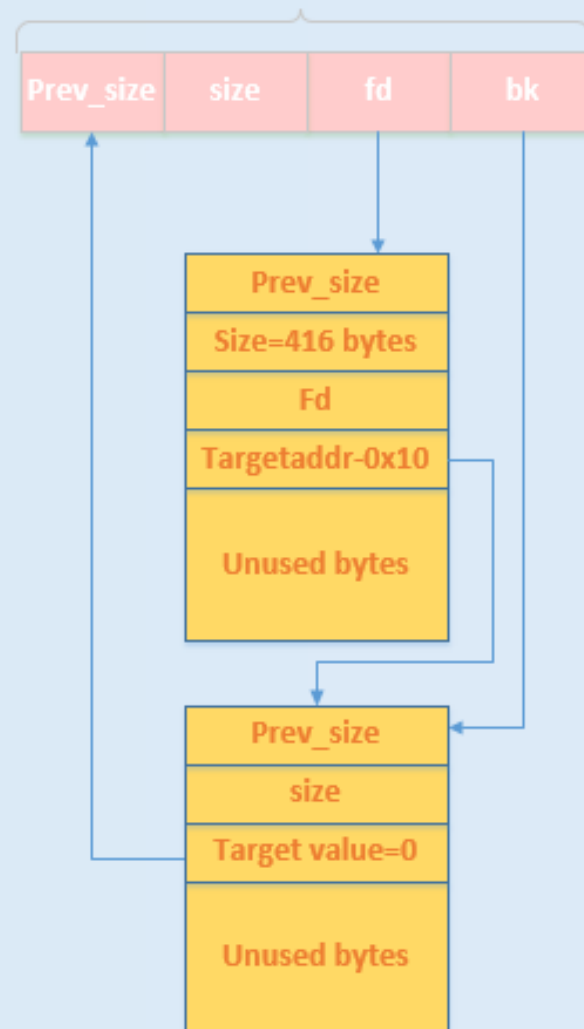 Prev_size size fd bk
Prev_size
Size=416 bytes
Fd
Targetaddr-0x10
Unused bytes
Prev_size
size
Target value=0
Unused bytes